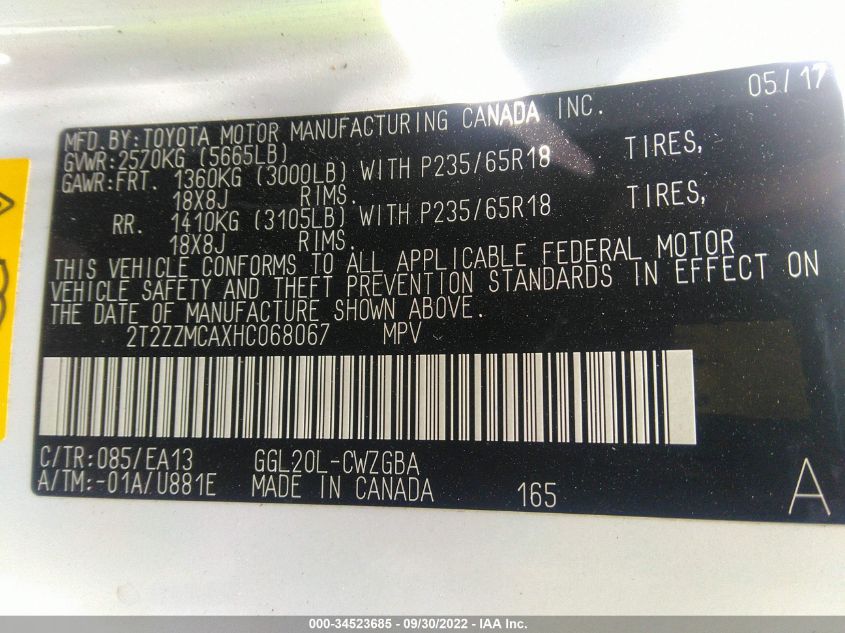 05/17
MFD.BY:TOYOTA MOTOR MANUFACTURING CANADA INC.
GVWR:2570KG (5665LB)
GAWR:FRT. 1360KG (3000LB) WITH P235/65R18 TIRES,
18X8J RIMS.
RR. 1410KG (3105LB) WITH P235/65R18 TIRES,
18X8J RIMS.
THIS VEHICLE CONFORMS TO ALL APPLICABLE FEDERAL MOTOR
VEHICLE SAFETY AND THEFT PREVENTION STANDARDS IN EFFECT ON
THE DATE OF MANUFACTURE SHOWN ABOVE.
2T2ZZMCAXHC068067 MPV
C/TR:085/EA13 GGL20L-CWZGBA
A/TM:-01A/U881E MADE IN CANADA 165 A
000-34523685 - 09/30/2022 - IAA Inc.